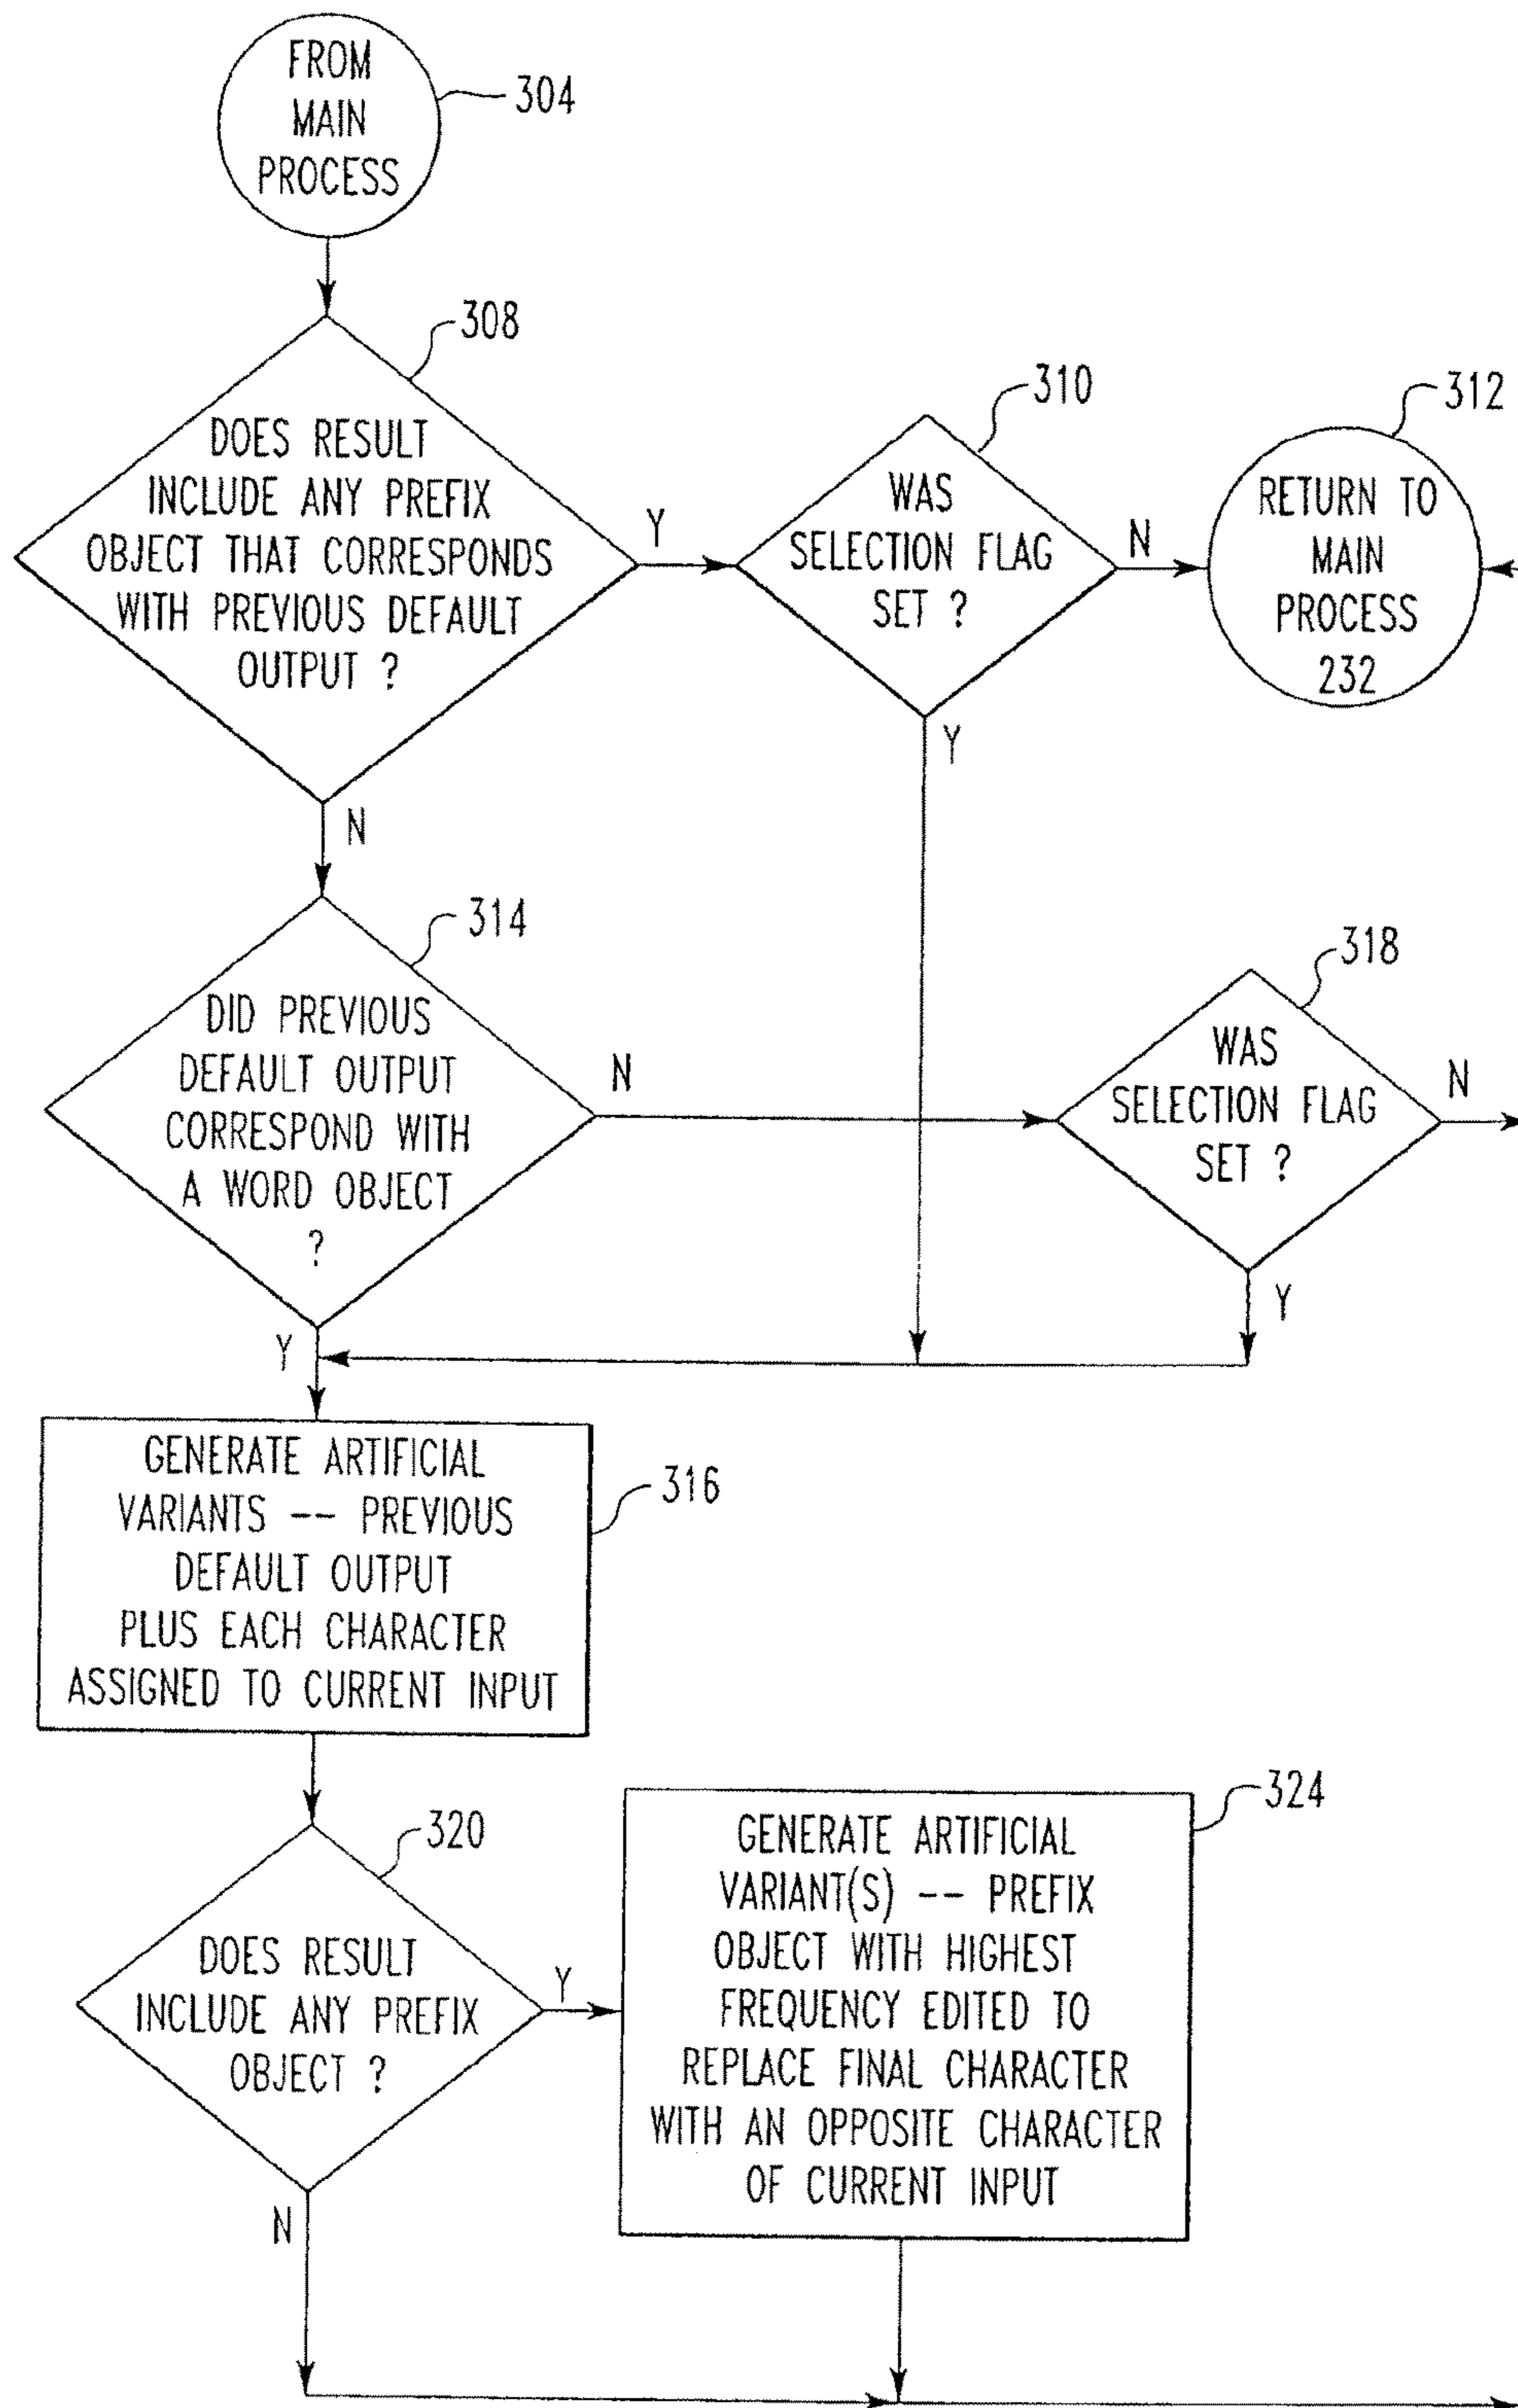 FROM
MAIN
PROCESS
304
308
DOES RESULT
INCLUDE ANY PREFIX
OBJECT THAT CORRESPONDS
WITH PREVIOUS DEFAULT
OUTPUT ?
Y
N
310
WAS
SELECTION FLAG
SET ?
N
Y
312
RETURN TO
MAIN
PROCESS
232
314
DID PREVIOUS
DEFAULT OUTPUT
CORRESPOND WITH
A WORD OBJECT
?
N
Y
318
WAS
SELECTION FLAG
SET ?
N
Y
GENERATE ARTIFICIAL
VARIANTS -- PREVIOUS
DEFAULT OUTPUT
PLUS EACH CHARACTER
ASSIGNED TO CURRENT INPUT
316
320
DOES RESULT
INCLUDE ANY PREFIX
OBJECT ?
Y
N
324
GENERATE ARTIFICIAL
VARIANT(S) -- PREFIX
OBJECT WITH HIGHEST
FREQUENCY EDITED TO
REPLACE FINAL CHARACTER
WITH AN OPPOSITE CHARACTER
OF CURRENT INPUT